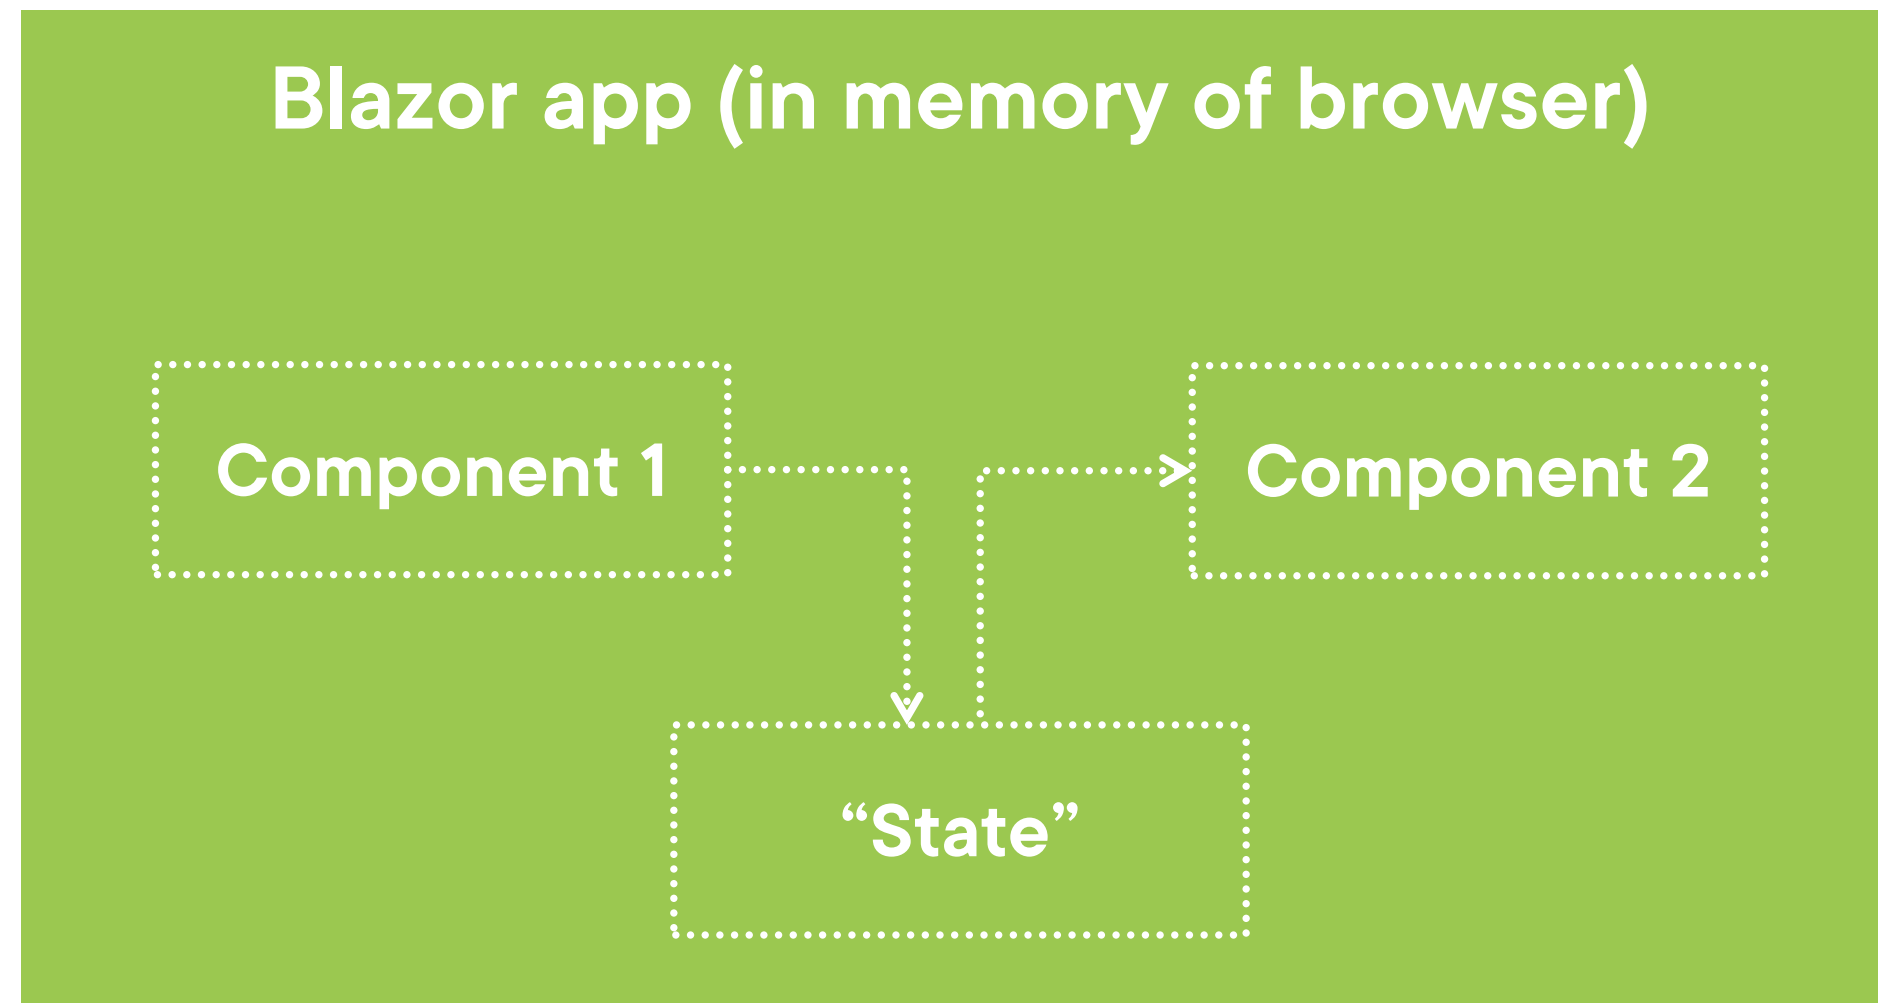 Blazor app (in memory of browser)
Component 1
Component 2
“State”